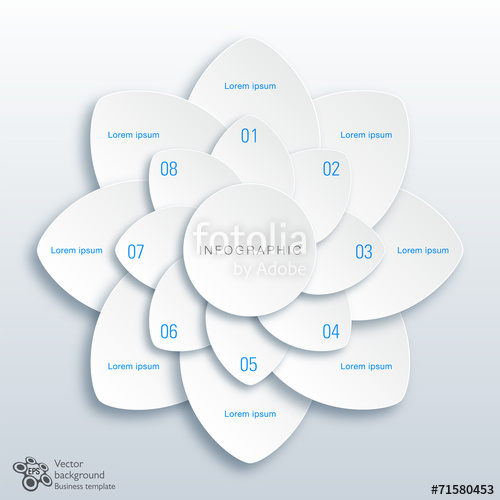 Lorem ipsum
Lorem ipsum
Lorem ipsum
01
08
02
fotolia
Lorem ipsum
07
INFOGRAPHIC
03
Lorem ipsum
by Adobe
06
04
05
Lorem ipsum
Lorem ipsum
Lorem ipsum
EPS
Vector
background
Business template
#71580453